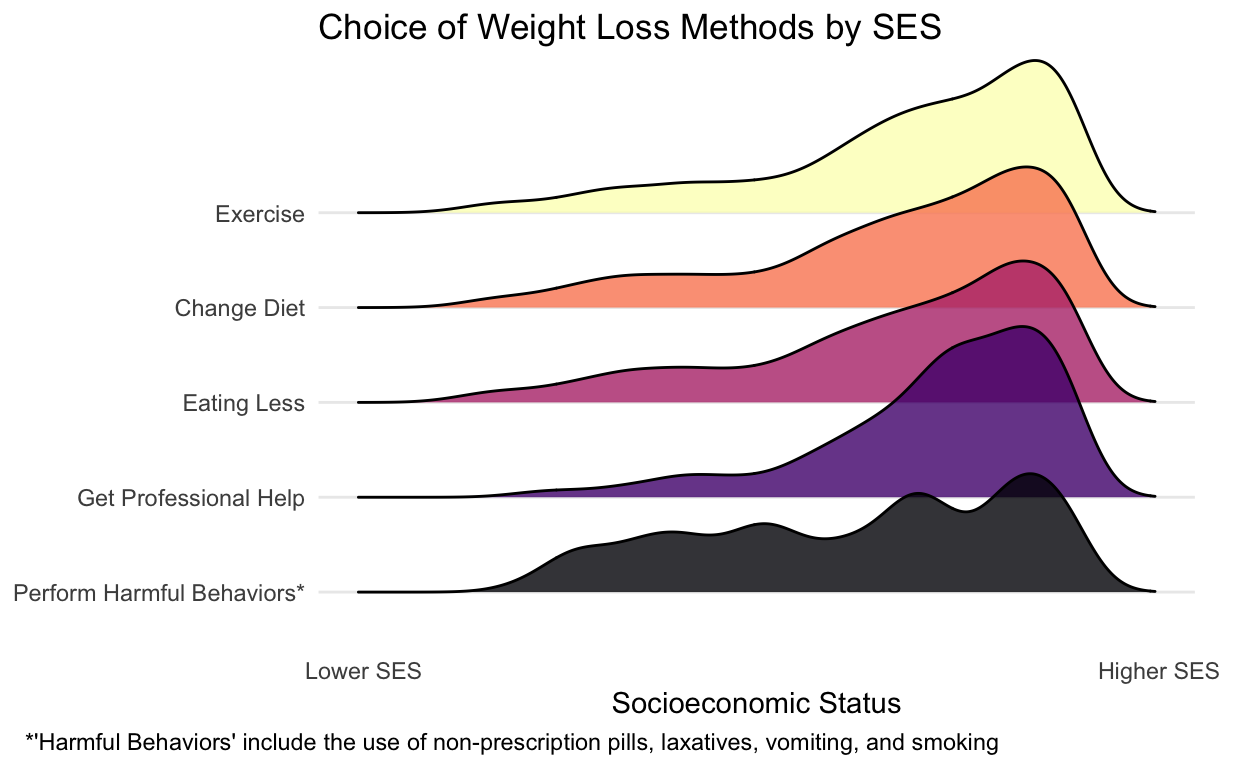 Choice of Weight Loss Methods by SES
Exercise
Change Diet
Eating Less
Get Professional Help
Perform Harmful Behaviors*
Lower SES
Higher SES
Socioeconomic Status
*'Harmful Behaviors' include the use of non-prescription pills, laxatives, vomiting, and smoking